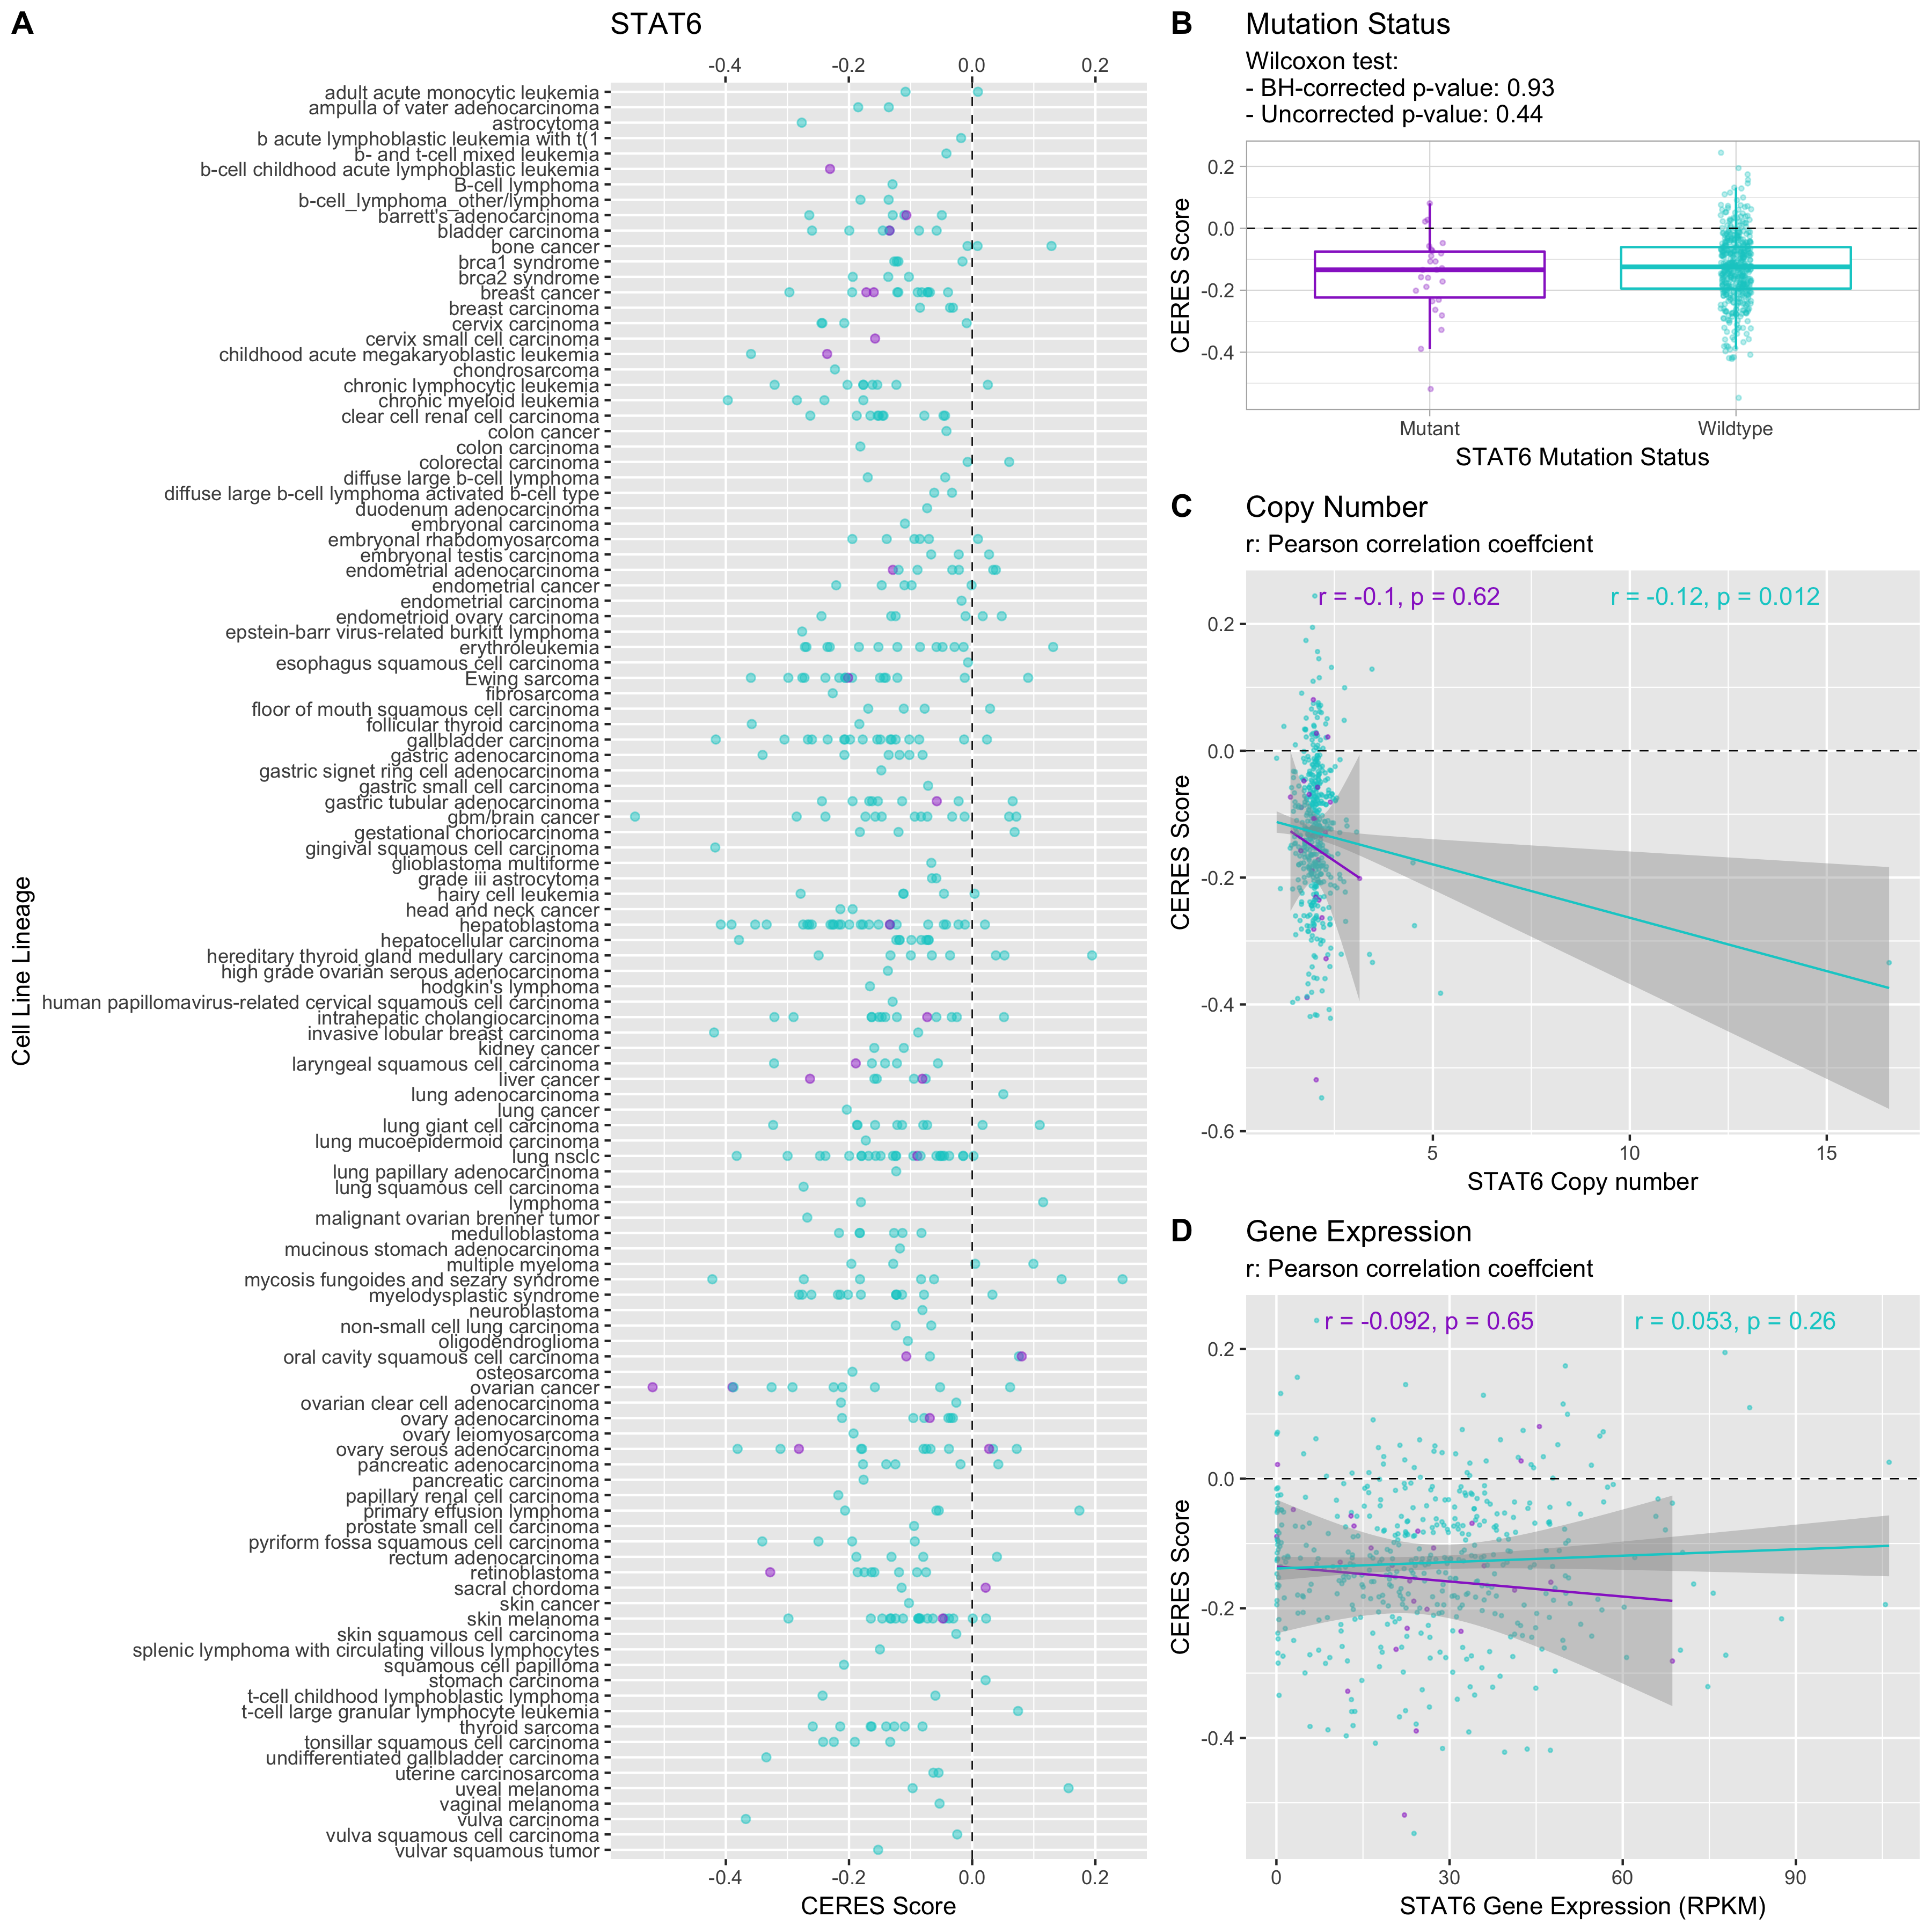 A
STAT6
-0.4 -0.2 0.0 0.2
Cell Line Lineage
adult acute monocytic leukemia
ampulla of vater adenocarcinoma
astrocytoma
b acute lymphoblastic leukemia with t(1
b- and t-cell mixed leukemia
b-cell childhood acute lymphoblastic leukemia
B-cell lymphoma
b-cell_lymphoma_other/lymphoma
barrett's adenocarcinoma
bladder carcinoma
bone cancer
brca1 syndrome
brca2 syndrome
breast cancer
breast carcinoma
cervix carcinoma
cervix small cell carcinoma
childhood acute megakaryoblastic leukemia
chondrosarcoma
chronic lymphocytic leukemia
chronic myeloid leukemia
clear cell renal cell carcinoma
colon cancer
colon carcinoma
colorectal carcinoma
diffuse large b-cell lymphoma
diffuse large b-cell lymphoma activated b-cell type
duodenum adenocarcinoma
embryonal carcinoma
embryonal rhabdomyosarcoma
embryonal testis carcinoma
endometrial adenocarcinoma
endometrial cancer
endometrial carcinoma
endometrioid ovary carcinoma
epstein-barr virus-related burkitt lymphoma
erythroleukemia
esophagus squamous cell carcinoma
Ewing sarcoma
fibrosarcoma
floor of mouth squamous cell carcinoma
follicular thyroid carcinoma
gallbladder carcinoma
gastric adenocarcinoma
gastric signet ring cell adenocarcinoma
gastric small cell carcinoma
gastric tubular adenocarcinoma
gbm/brain cancer
gestational choriocarcinoma
gingival squamous cell carcinoma
glioblastoma multiforme
grade iii astrocytoma
hairy cell leukemia
head and neck cancer
hepatoblastoma
hepatocellular carcinoma
hereditary thyroid gland medullary carcinoma
high grade ovarian serous adenocarcinoma
hodgkin's lymphoma
human papillomavirus-related cervical squamous cell carcinoma
intrahepatic cholangiocarcinoma
invasive lobular breast carcinoma
kidney cancer
laryngeal squamous cell carcinoma
liver cancer
lung adenocarcinoma
lung cancer
lung giant cell carcinoma
lung mucoepidermoid carcinoma
lung nsclc
lung papillary adenocarcinoma
lung squamous cell carcinoma
lymphoma
malignant ovarian brenner tumor
medulloblastoma
mucinous stomach adenocarcinoma
multiple myeloma
mycosis fungoides and sezary syndrome
myelodysplastic syndrome
neuroblastoma
non-small cell lung carcinoma
oligodendroglioma
oral cavity squamous cell carcinoma
osteosarcoma
ovarian cancer
ovarian clear cell adenocarcinoma
ovary adenocarcinoma
ovary leiomyosarcoma
ovary serous adenocarcinoma
pancreatic adenocarcinoma
pancreatic carcinoma
papillary renal cell carcinoma
primary effusion lymphoma
prostate small cell carcinoma
pyriform fossa squamous cell carcinoma
rectum adenocarcinoma
retinoblastoma
sacral chordoma
skin cancer
skin melanoma
skin squamous cell carcinoma
splenic lymphoma with circulating villous lymphocytes
squamous cell papilloma
stomach carcinoma
t-cell childhood lymphoblastic lymphoma
t-cell large granular lymphocyte leukemia
thyroid sarcoma
tonsillar squamous cell carcinoma
undifferentiated gallbladder carcinoma
uterine carcinosarcoma
uveal melanoma
vaginal melanoma
vulva carcinoma
vulva squamous cell carcinoma
vulvar squamous tumor
-0.4 -0.2 0.0 0.2
CERES Score
B
Mutation Status
Wilcoxon test:
- BH-corrected p-value: 0.93
- Uncorrected p-value: 0.44
CERES Score
0.2
0.0
-0.2
-0.4
Mutant Wildtype
STAT6 Mutation Status
C
Copy Number
r: Pearson correlation coeffcient
r = -0.1, p = 0.62 r = -0.12, p = 0.012
CERES Score
0.2
0.0
-0.2
-0.4
-0.6
5 10 15
STAT6 Copy number
D
Gene Expression
r: Pearson correlation coeffcient
r = -0.092, p = 0.65 r = 0.053, p = 0.26
CERES Score
0.2
0.0
-0.2
-0.4
0 30 60 90
STAT6 Gene Expression (RPKM)